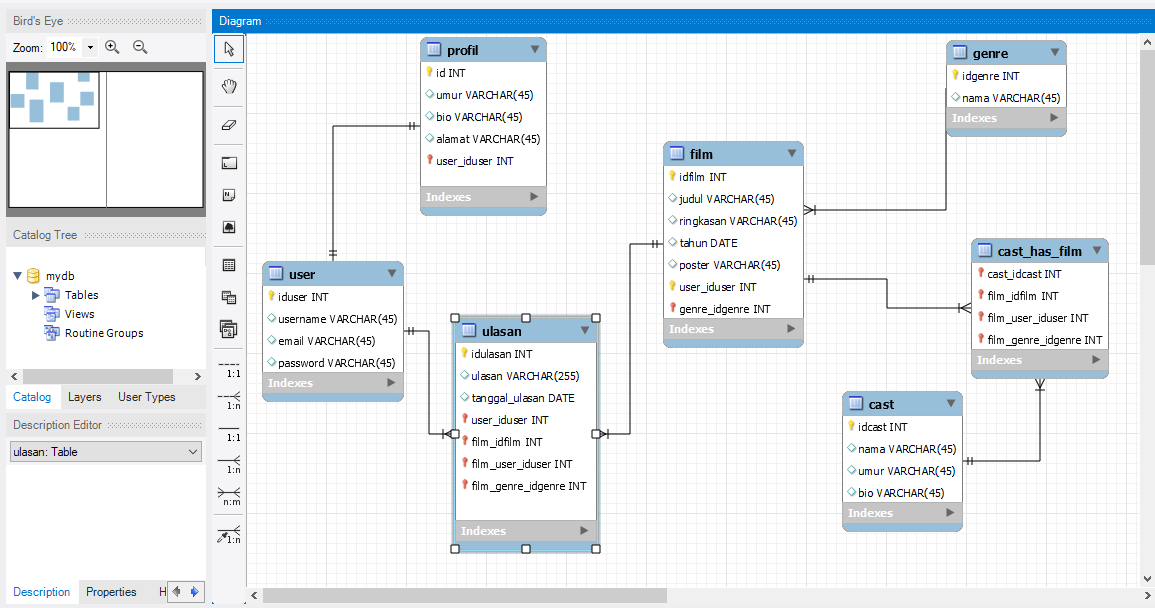 Bird's Eye
Zoom: 100%
Catalog Tree
mydb
Tables
Views
Routine Groups
Catalog Layers User Types
Description Editor
ulasan: Table
Description Properties H
Diagram
1:1
1:n
1:1
1:n
n:m
1:n
profil
id INT
umur VARCHAR(45)
bio VARCHAR(45)
alamat VARCHAR(45)
user_iduser INT
Indexes
genre
idgenre INT
nama VARCHAR(45)
Indexes
film
idfilm INT
judul VARCHAR(45)
ringkasan VARCHAR(45)
tahun DATE
poster VARCHAR(45)
user_iduser INT
genre_idgenre INT
Indexes
user
iduser INT
username VARCHAR(45)
email VARCHAR(45)
password VARCHAR(45)
Indexes
ulasan
idulasan INT
ulasan VARCHAR(255)
tanggal_ulasan DATE
user_iduser INT
film_idfilm INT
film_user_iduser INT
film_genre_idgenre INT
Indexes
cast_has_film
cast_idcast INT
film_idfilm INT
film_user_iduser INT
film_genre_idgenre INT
Indexes
cast
idcast INT
nama VARCHAR(45)
umur VARCHAR(45)
bio VARCHAR(45)
Indexes